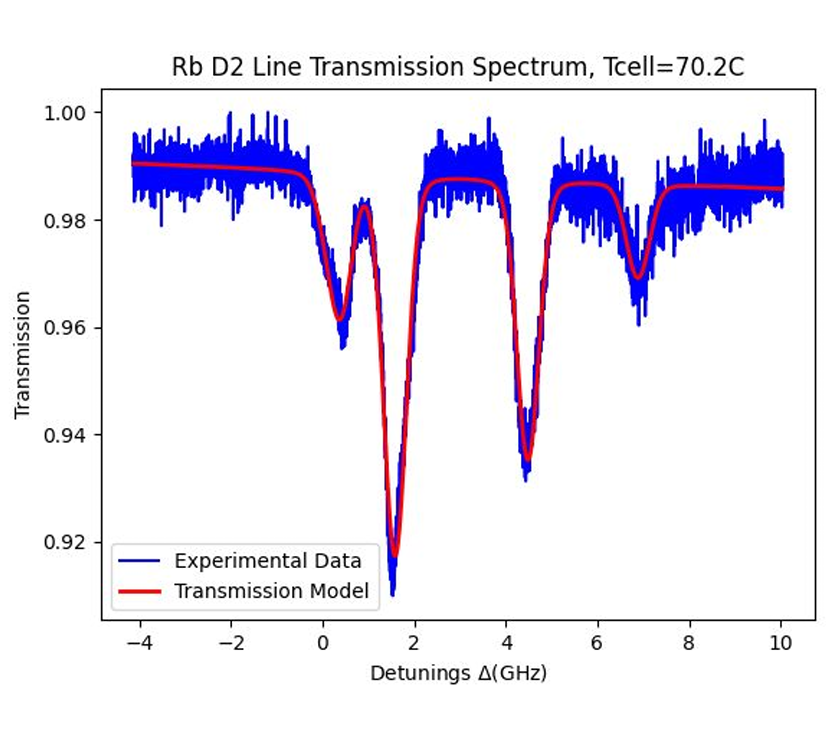 Rb D2 Line Transmission Spectrum, Tcell=70.2C
1.00
0.98
0.96
0.94
0.92
Transmission
Experimental Data
Transmission Model
−4
−2
0
2
4
6
8
10
Detunings Δ(GHz)